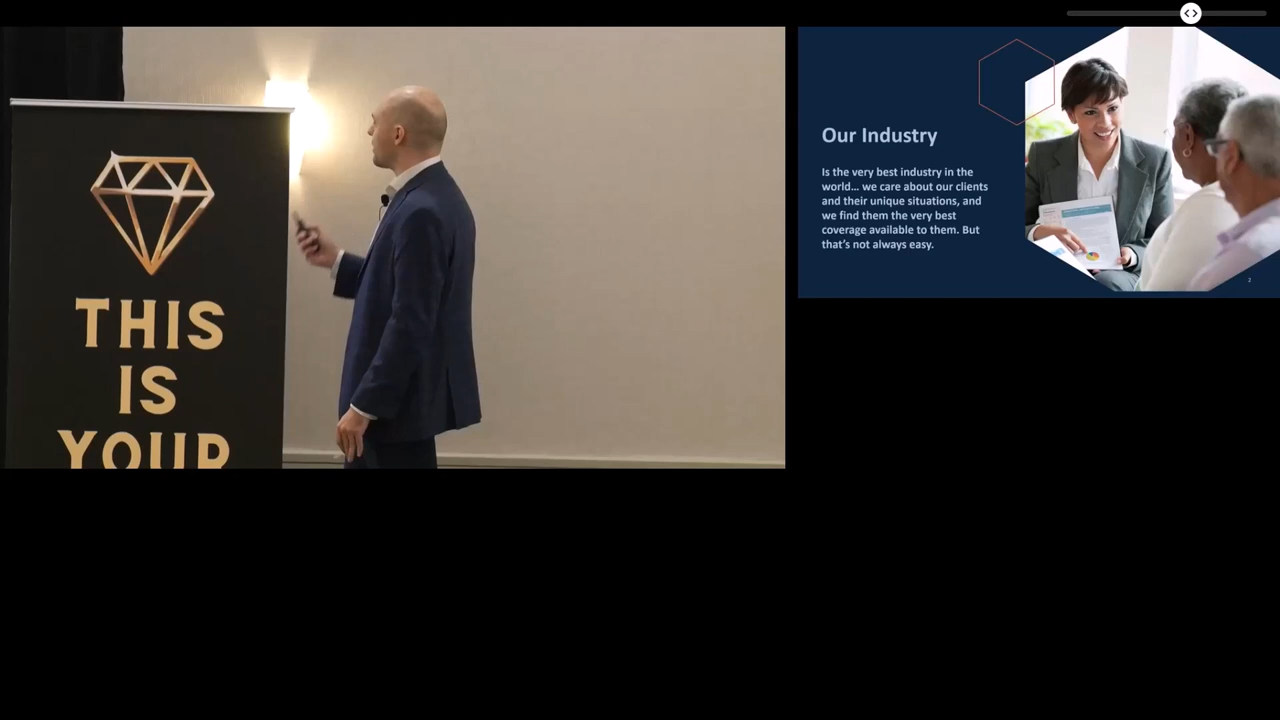 THIS
IS
YOUR
Our Industry
Is the very best industry in the
world... we care about our clients
and their unique situations, and
we find them the very best
coverage available to them. But
that's not always easy.
2